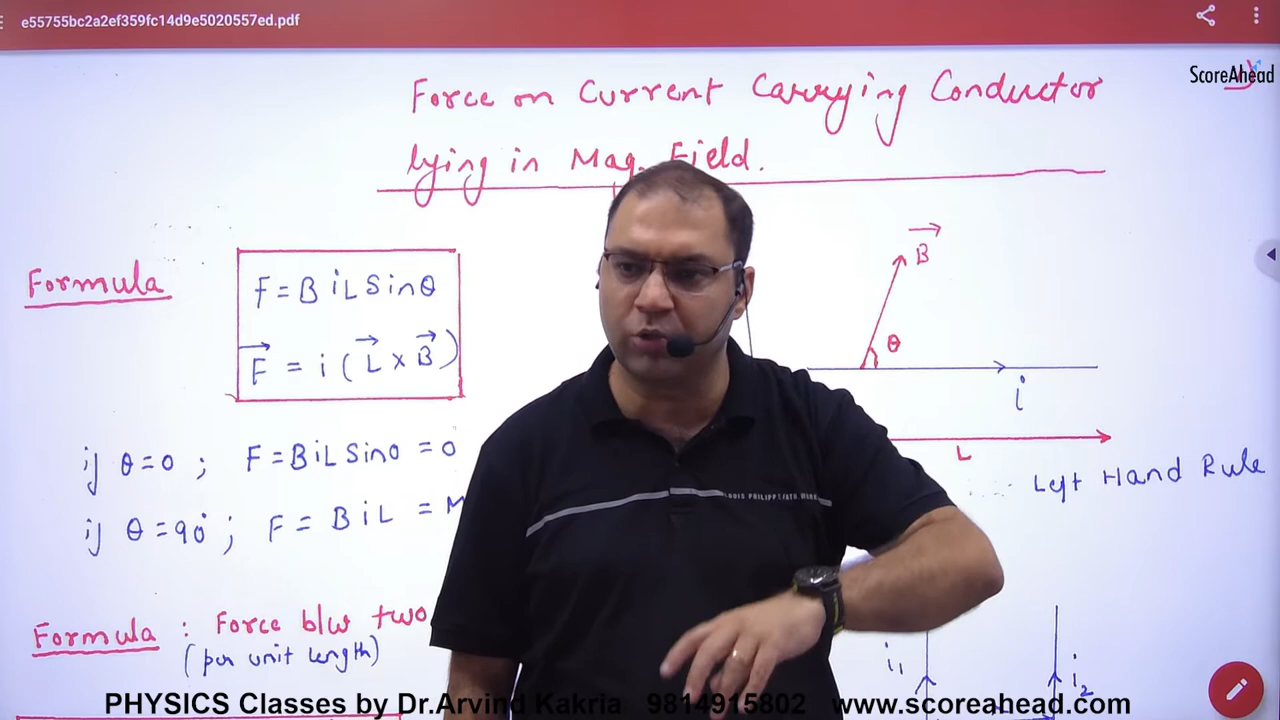 e55755bc2a2ef359fc14d9e5020557ed.pdf
ScoreAhead
Force on Current Carrying Conductor
lying in Mag. Field.
Formula
F = B i L Sinθ
F = i ( L × B )
B
θ
i
L
if θ = 0 ; F = B i L Sin0 = 0
Left Hand Rule
if θ = 90° ; F = B i L = M
Formula : Force b/w two
(per unit length)
i₁
i₂
PHYSICS Classes by Dr.Arvind Kakria 9814915802 www.scoreahead.com